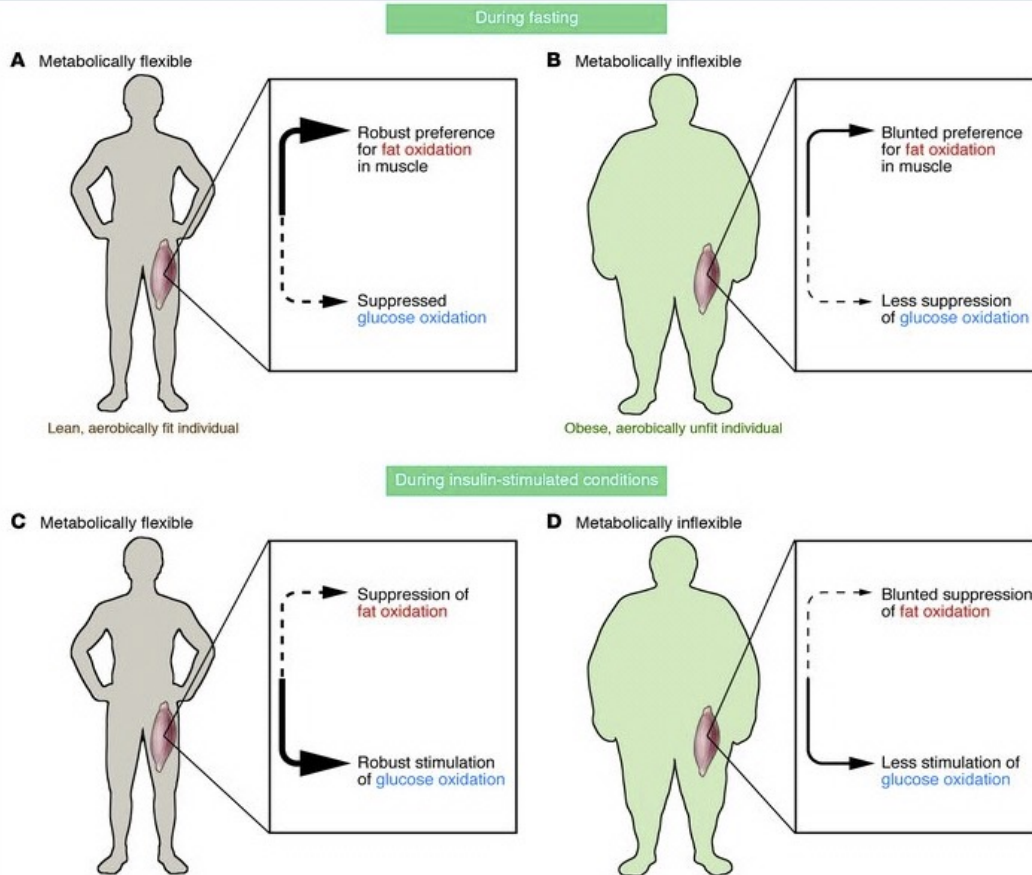 During fasting
A Metabolically flexible
Robust preference
for fat oxidation
in muscle
Suppressed
glucose oxidation
Lean, aerobically fit individual
B Metabolically inflexible
Blunted preference
for fat oxidation
in muscle
Less suppression
of glucose oxidation
Obese, aerobically unfit individual
During insulin-stimulated conditions
C Metabolically flexible
Suppression of
fat oxidation
Robust stimulation
of glucose oxidation
D Metabolically inflexible
Blunted suppression
of fat oxidation
Less stimulation of
glucose oxidation